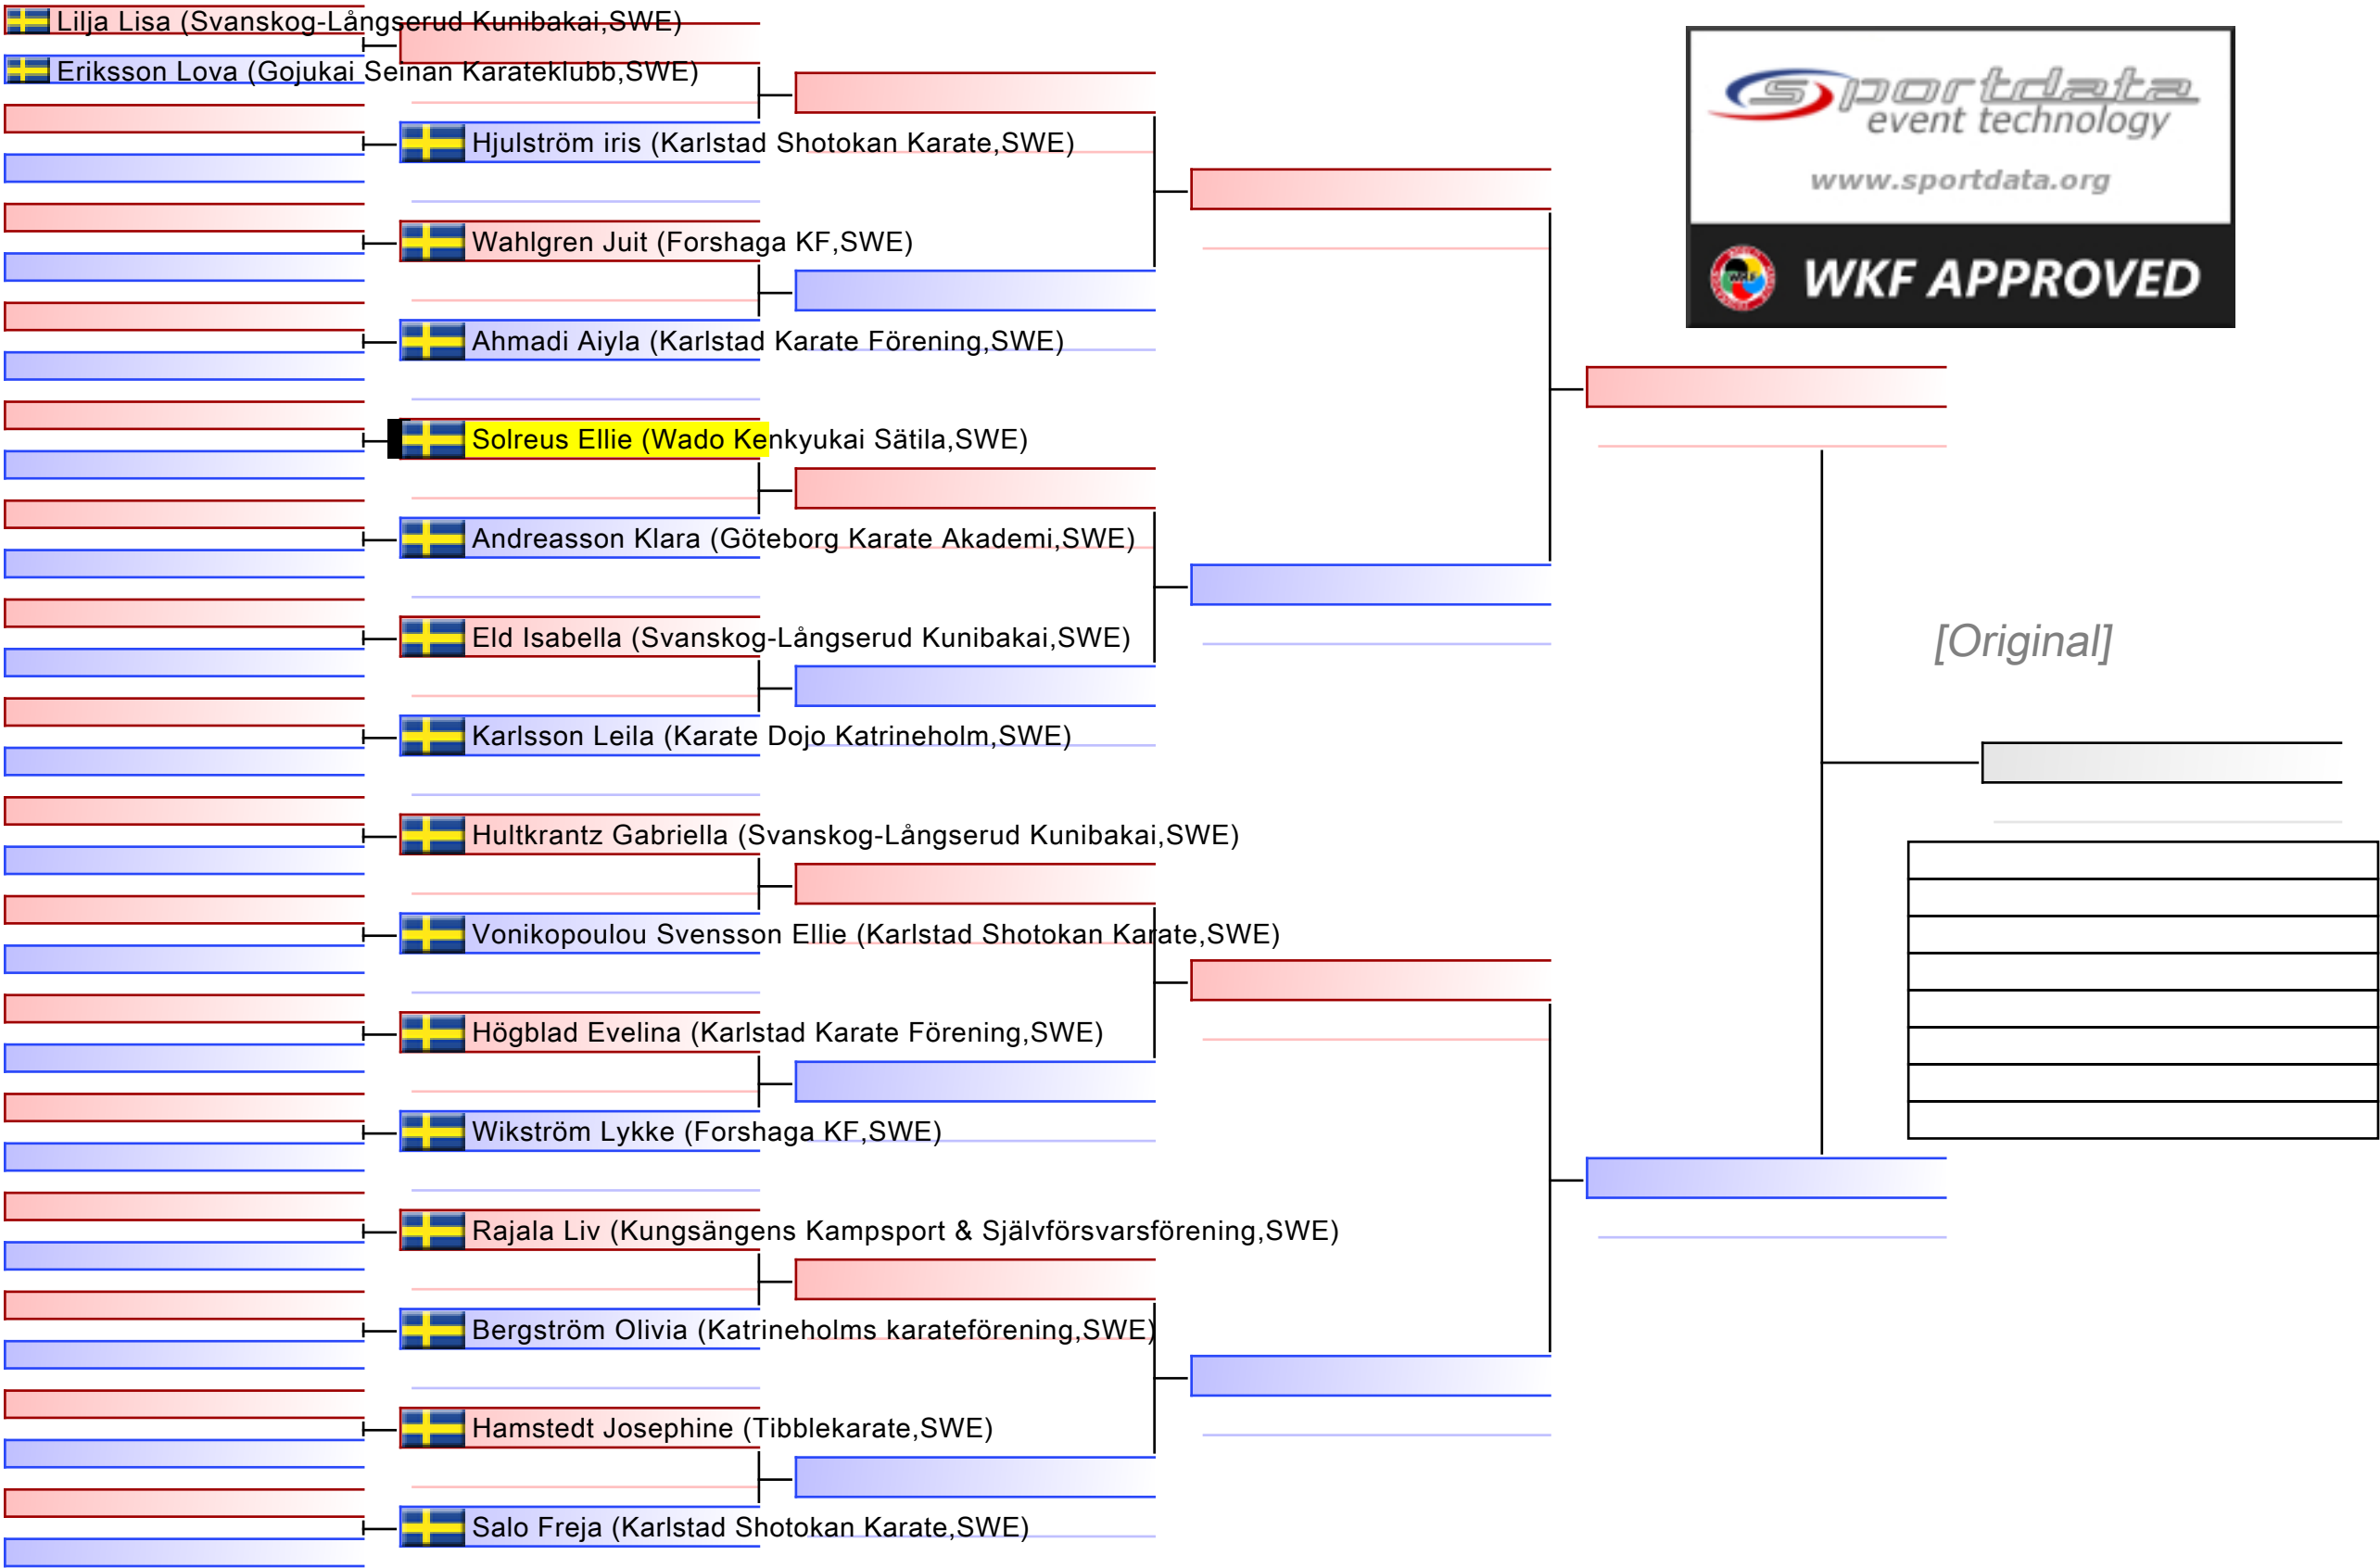 Lilja Lisa (Svanskog-Långserud Kunibakai,SWE)
Eriksson Lova (Gojukai Seinan Karateklubb,SWE)
Hjulström iris (Karlstad Shotokan Karate,SWE)
Wahlgren Juit (Forshaga KF,SWE)
Ahmadi Aiyla (Karlstad Karate Förening,SWE)
Solreus Ellie (Wado Kenkyukai Sätila,SWE)
Andreasson Klara (Göteborg Karate Akademi,SWE)
Eld Isabella (Svanskog-Långserud Kunibakai,SWE)
Karlsson Leila (Karate Dojo Katrineholm,SWE)
Hultkrantz Gabriella (Svanskog-Långserud Kunibakai,SWE)
Vonikopoulou Svensson Ellie (Karlstad Shotokan Karate,SWE)
Högblad Evelina (Karlstad Karate Förening,SWE)
Wikström Lykke (Forshaga KF,SWE)
Rajala Liv (Kungsängens Kampsport & Självförsvarsförening,SWE)
Bergström Olivia (Katrineholms karateförening,SWE)
Hamstedt Josephine (Tibblekarate,SWE)
Salo Freja (Karlstad Shotokan Karate,SWE)
sportdata
event technology
www.sportdata.org
WKF
WKF APPROVED
[Original]